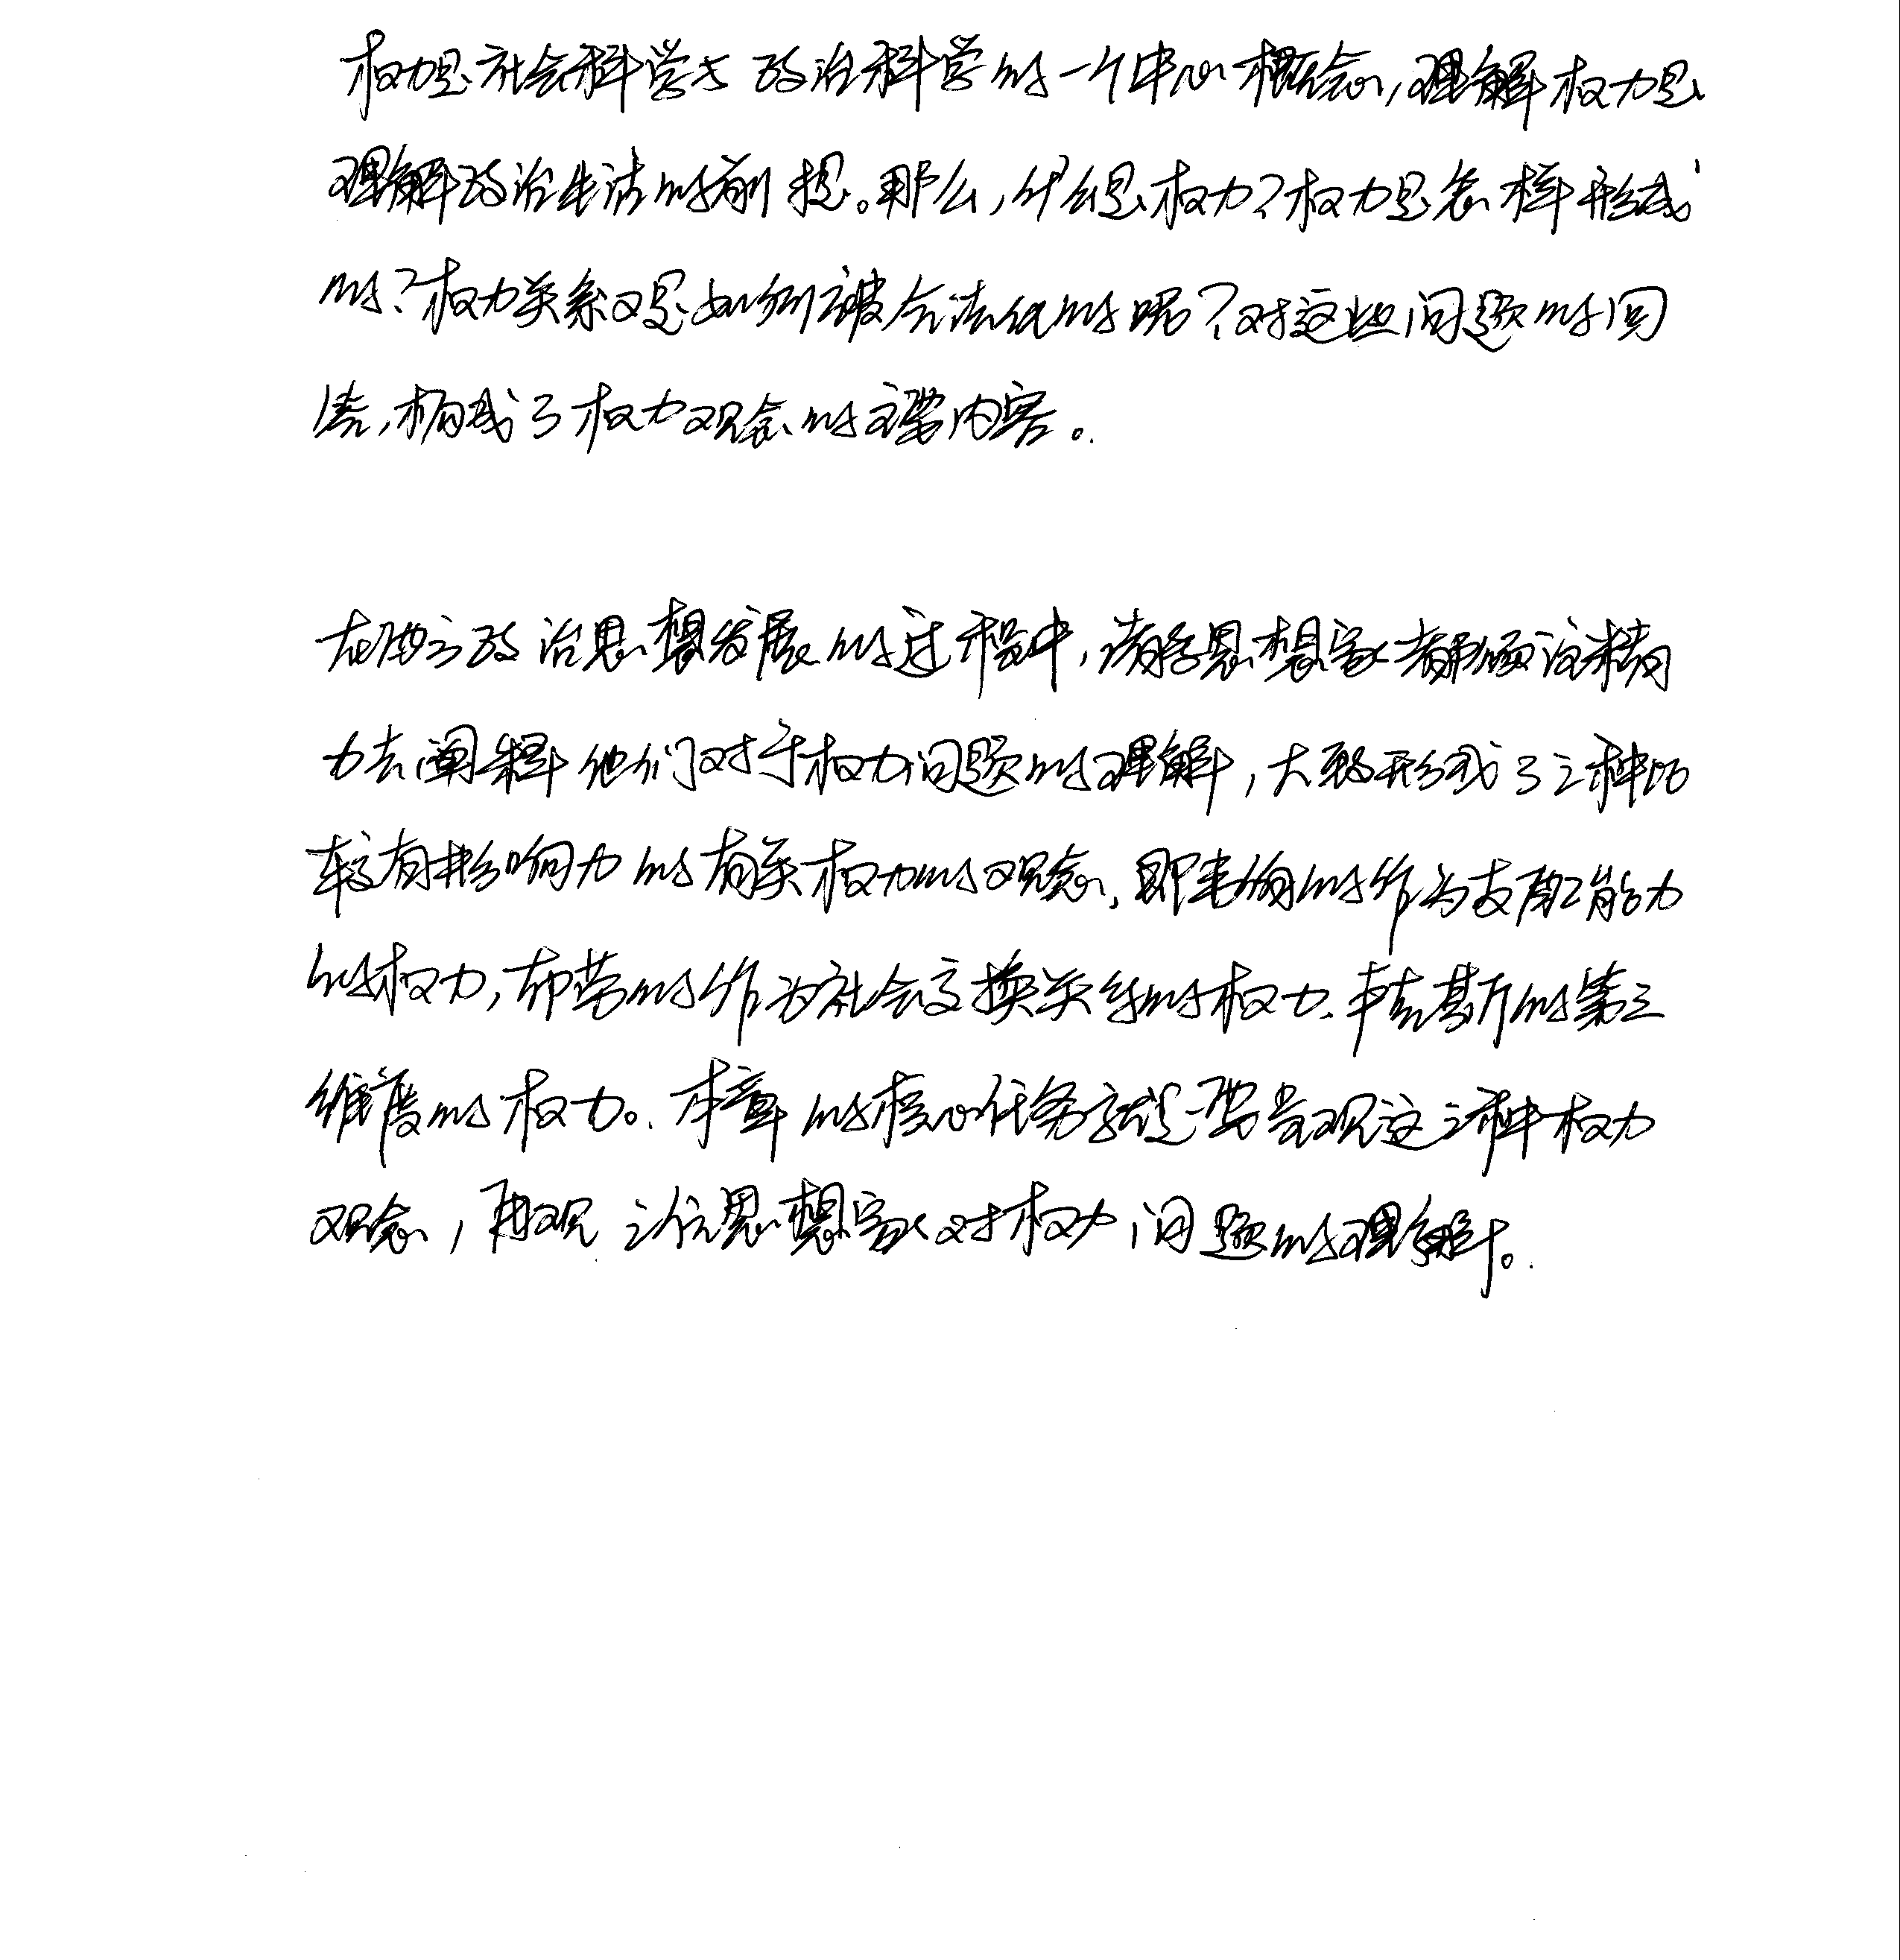 权力是社会科学与政治科学的一个中心概念，理解权力是
理解政治生活的前提。那么，什么是权力？权力是怎样形成
的？权力关系又是如何被合法化的呢？对这些问题的回
答，构成了权力观念的主要内容。
在西方政治思想发展的过程中，诸多思想家都倾注精
力去阐释他们对于权力问题的理解，大致形成了三种比
较有影响力的有关权力的观念，即韦伯的作为支配能力
的权力，布劳的作为社会交换关系的权力、卢克斯的第三
维度的权力。本章的核心任务就是要呈现这三种权力
观念，再现三位思想家对权力问题的理解。